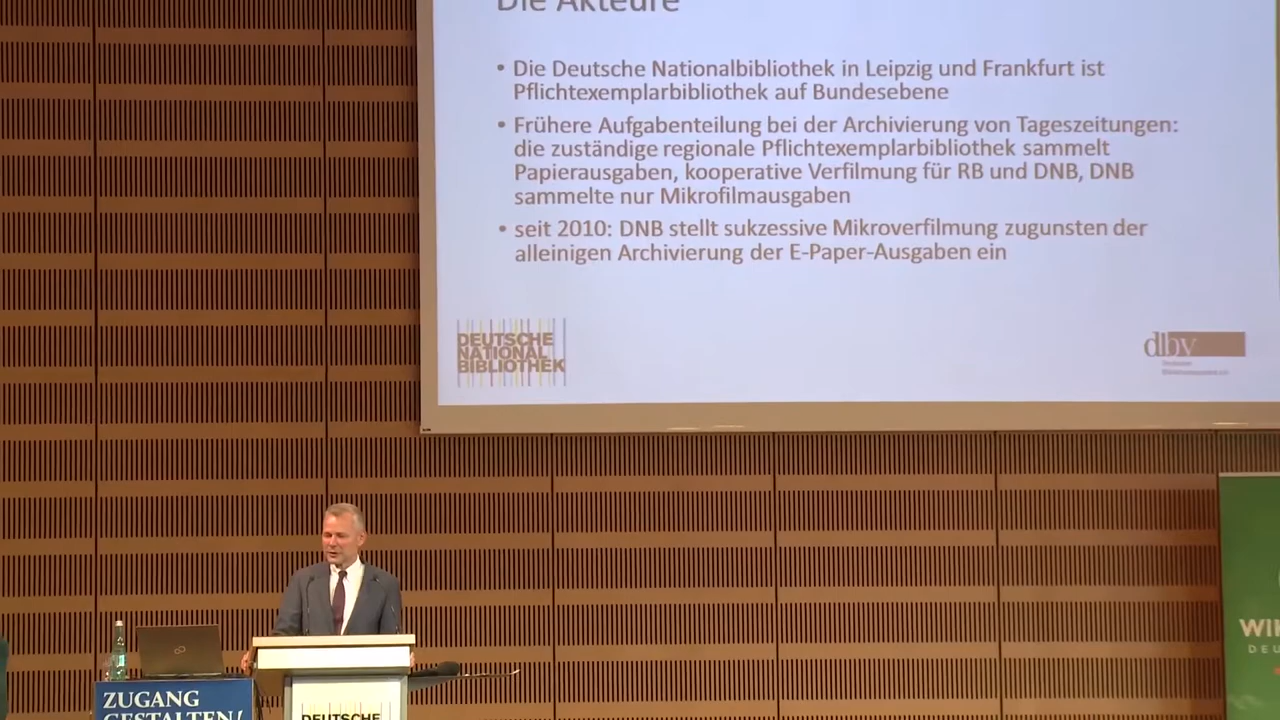 Die Akteure
• Die Deutsche Nationalbibliothek in Leipzig und Frankfurt ist
Pflichtexemplarbibliothek auf Bundesebene
• Frühere Aufgabenteilung bei der Archivierung von Tageszeitungen:
die zuständige regionale Pflichtexemplarbibliothek sammelt
Papierausgaben, kooperative Verfilmung für RB und DNB, DNB
sammelte nur Mikrofilmausgaben
• seit 2010: DNB stellt sukzessive Mikroverfilmung zugunsten der
alleinigen Archivierung der E-Paper-Ausgaben ein
DEUTSCHE
NATIONAL
BIBLIOTHEK
dbv
ZUGANG
GESTALTEN!
DEUTSCHE
WIK
DEU